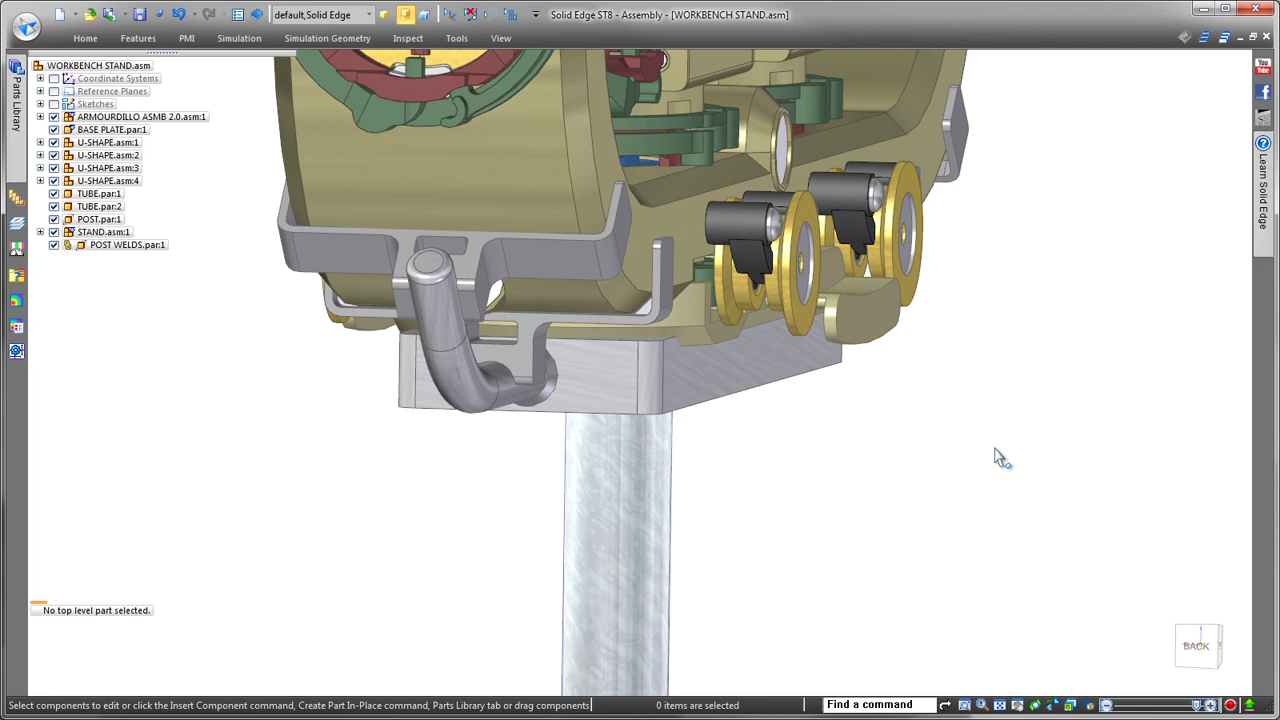 default,Solid Edge
Solid Edge ST8 - Assembly - [WORKBENCH STAND.asm]
Home Features PMI Simulation Simulation Geometry Inspect Tools View
WORKBENCH STAND.asm
Coordinate Systems
Reference Planes
Sketches
ARMOURDILLO ASMB 2.0.asm:1
BASE PLATE.par:1
U-SHAPE.asm:1
U-SHAPE.asm:2
U-SHAPE.asm:3
U-SHAPE.asm:4
TUBE.par:1
TUBE.par:2
POST.par:1
STAND.asm:1
POST WELDS.par:1
Parts Library
You Tube
Learn Solid Edge
No top level part selected.
BACK
Select components to edit or click the Insert Component command, Create Part In-Place command, Parts Library tab or drag components
0 items are selected
Find a command